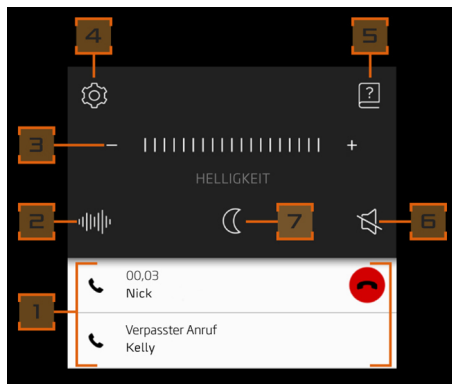 4 5
?
3 − +
HELLIGKEIT
2 7 6
00,03
Nick
1
Verpasster Anruf
Kelly